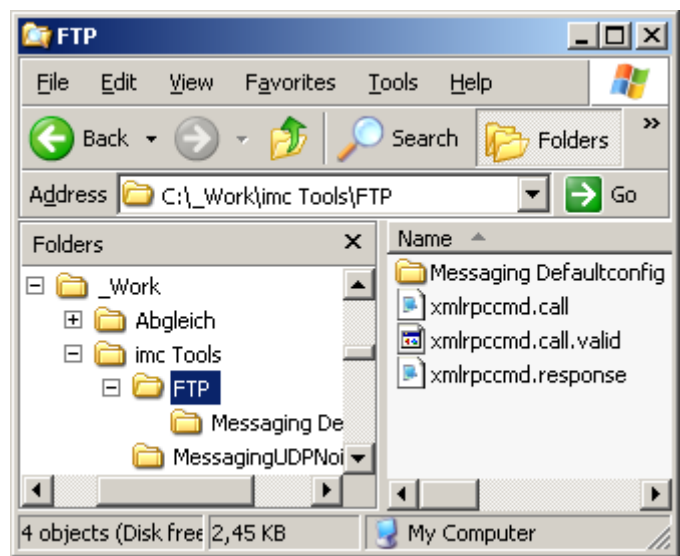 FTP
File Edit View Favorites Tools Help
Back Search Folders »
Address C:\_Work\imc Tools\FTP Go
Folders x Name
_Work
Abgleich
imc Tools
FTP
Messaging De
MessagingUDPNoi
Messaging Defaultconfig
xmlrpccmd.call
xmlrpccmd.call.valid
xmlrpccmd.response
4 objects (Disk free 2,45 KB My Computer